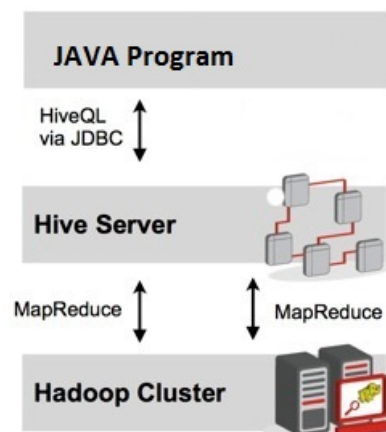 JAVA Program
HiveQL
via JDBC
Hive Server
MapReduce
MapReduce
Hadoop Cluster